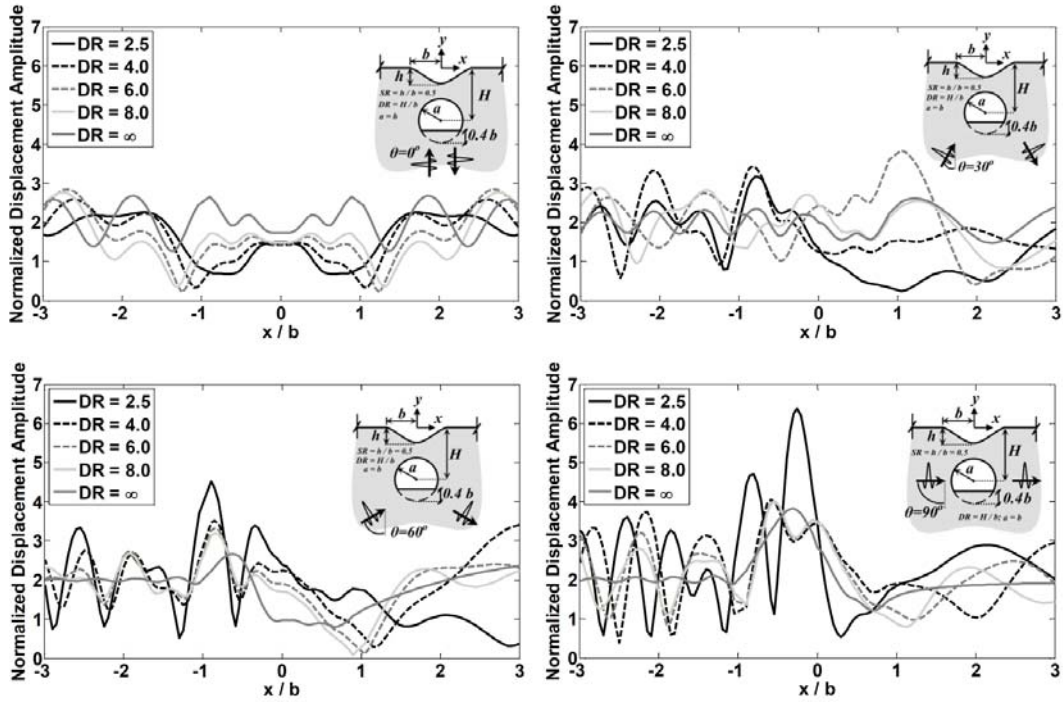 Normalized Displacement Amplitude
7
6
5
4
3
2
1
0
DR = 2.5
DR = 4.0
DR = 6.0
DR = 8.0
DR = ∞
y
b
x
h
H
SR = h / b = 0.5
DR = H / b
a = b
a
0.4 b
θ=0°
-3 -2 -1 0 1 2 3
x / b
Normalized Displacement Amplitude
7
6
5
4
3
2
1
0
DR = 2.5
DR = 4.0
DR = 6.0
DR = 8.0
DR = ∞
y
b
x
h
H
SR = h / b = 0.5
DR = H / b
a = b
a
0.4b
θ=30°
-3 -2 -1 0 1 2 3
x / b
Normalized Displacement Amplitude
7
6
5
4
3
2
1
0
DR = 2.5
DR = 4.0
DR = 6.0
DR = 8.0
DR = ∞
y
b
x
h
H
SR = h / b = 0.5
DR = H / b
a = b
a
0.4 b
θ=60°
-3 -2 -1 0 1 2 3
x / b
Normalized Displacement Amplitude
7
6
5
4
3
2
1
0
DR = 2.5
DR = 4.0
DR = 6.0
DR = 8.0
DR = ∞
y
b
x
h
H
SR = h / b = 0.5
a
0.4b
θ=90°
DR = H / b; a = b
-3 -2 -1 0 1 2 3
x / b